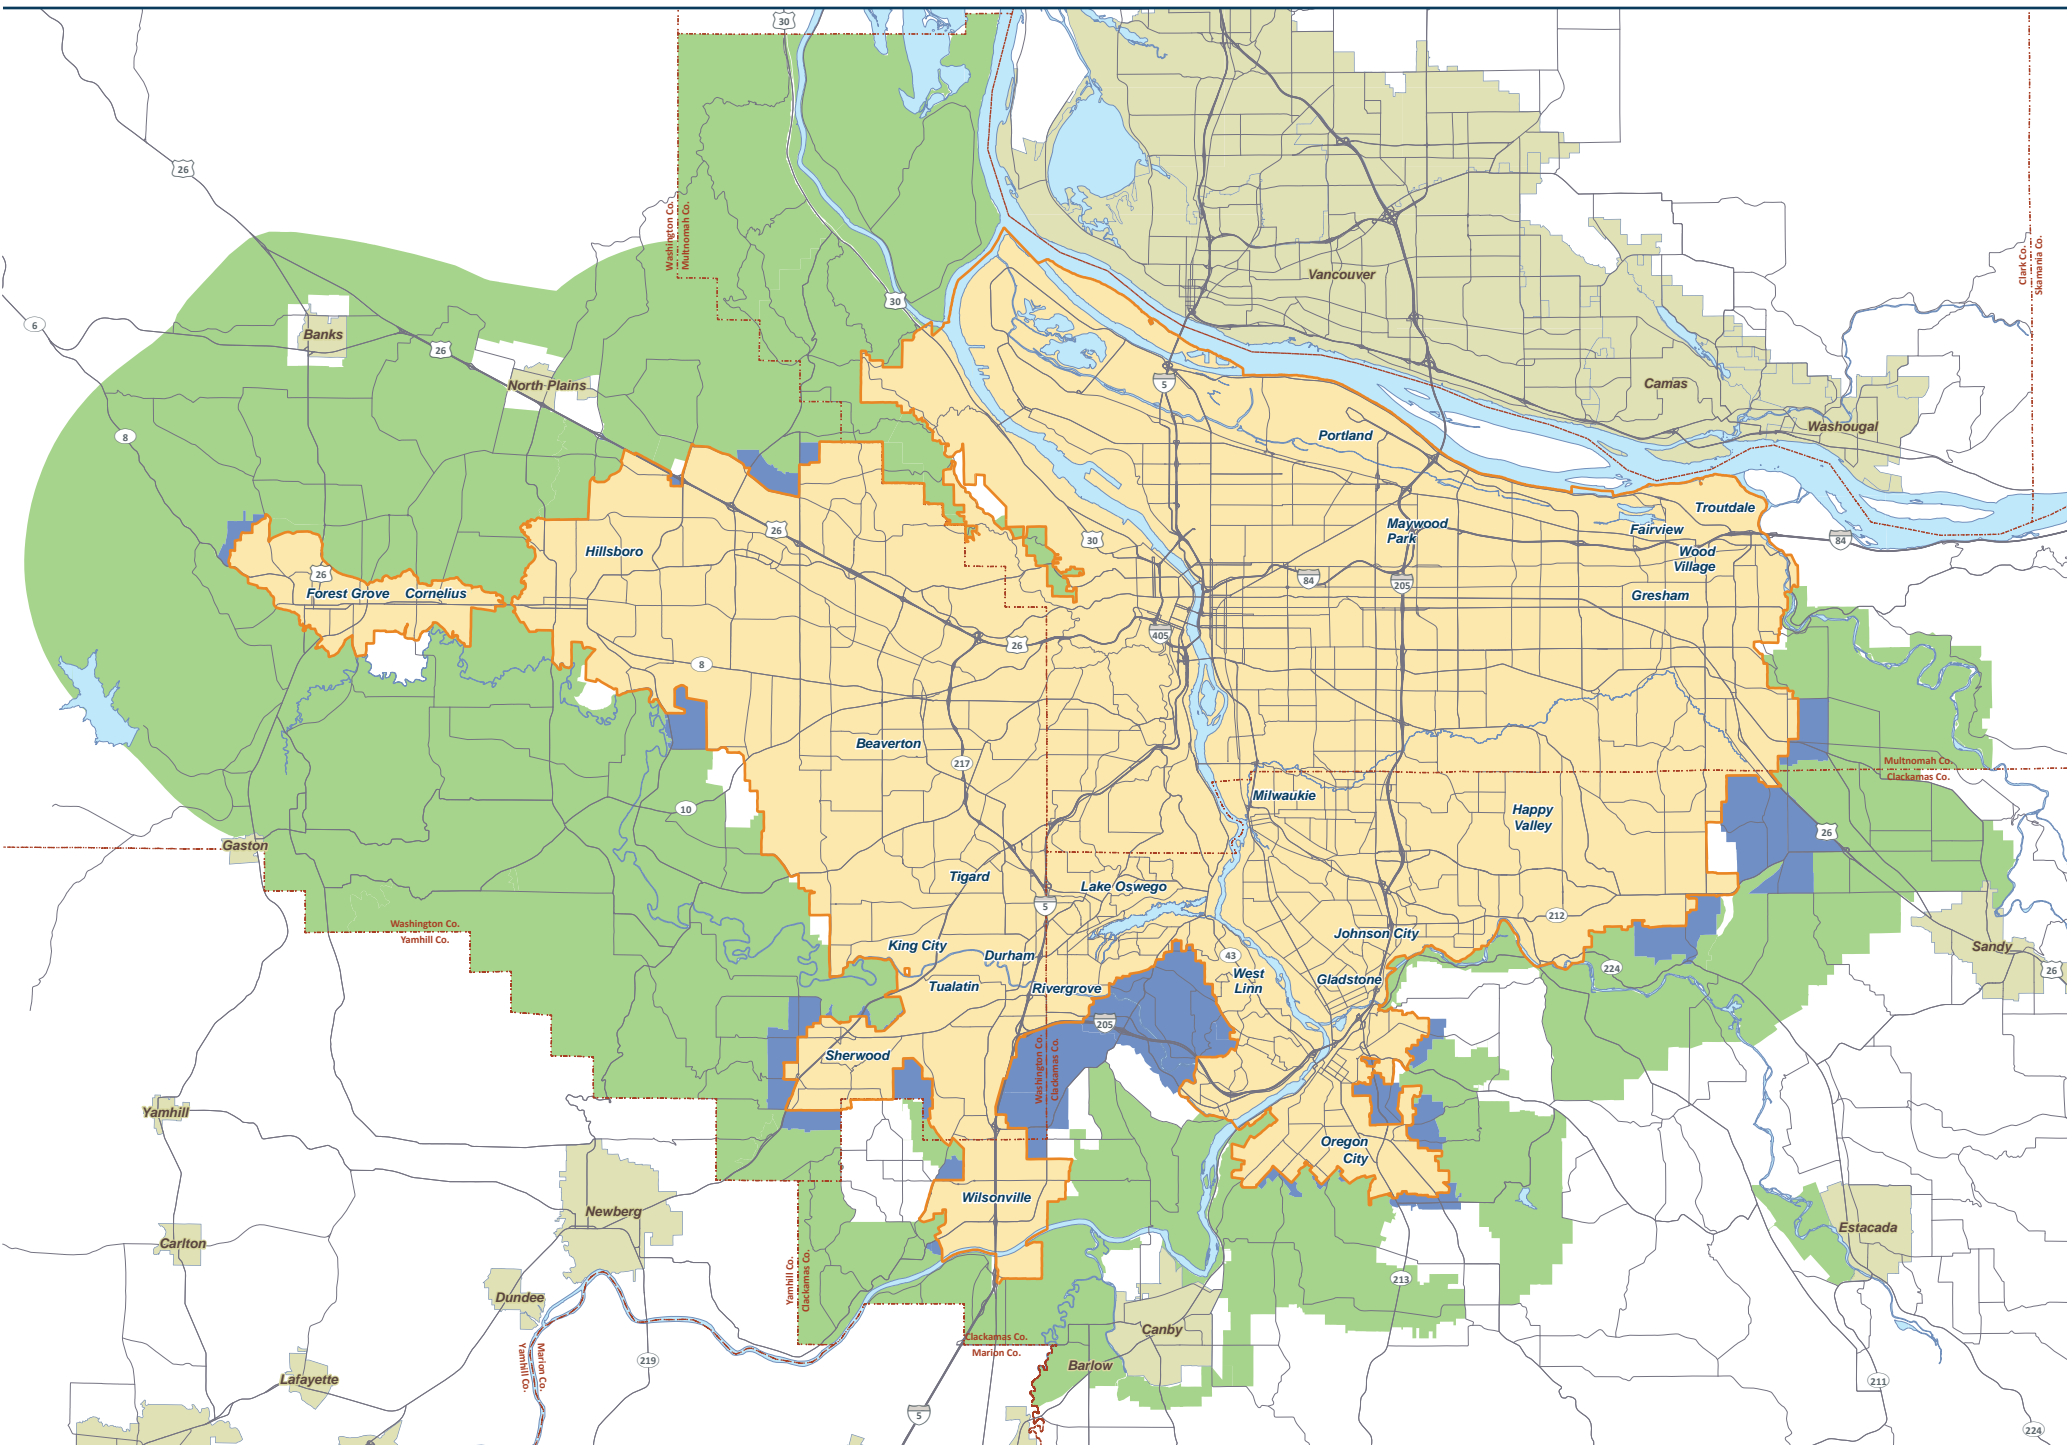 30
26
Washington Co.
Multnomah Co.
Clark Co.
Skamania Co.
Vancouver
30
6
Banks
26
North Plains
5
Camas
Washougal
8
Portland
26
Hillsboro
30
Maywood
Park
Troutdale
Fairview
Wood
Village
84
26
Forest Grove
Cornelius
84
205
Gresham
405
26
8
Beaverton
217
Multnomah Co.
Clackamas Co.
Milwaukie
Happy
Valley
10
26
Gaston
Tigard
Lake Oswego
5
212
Washington Co.
Yamhill Co.
King City
Durham
Johnson City
Sandy
43
West
Linn
224
26
Tualatin
Rivergrove
Gladstone
205
Sherwood
Washington Co.
Clackamas Co.
Yamhill
Oregon
City
Wilsonville
Newberg
Estacada
Carlton
Yamhill Co.
Clackamas Co.
213
Dundee
Canby
Clackamas Co.
Marion Co.
Barlow
Marion Co.
Yamhill Co.
219
Lafayette
211
5
224